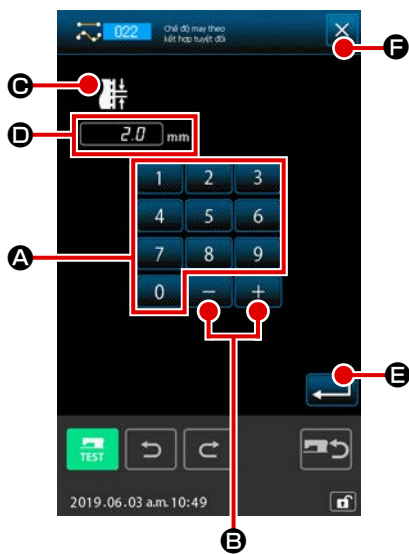 022 Chế độ may theo
kết hợp tuyệt đối
F
C
D
2.0 mm
1 2 3
4 5 6
A
7 8 9
0 − +
E
B
TEST
2019.06.03 a.m. 10:49